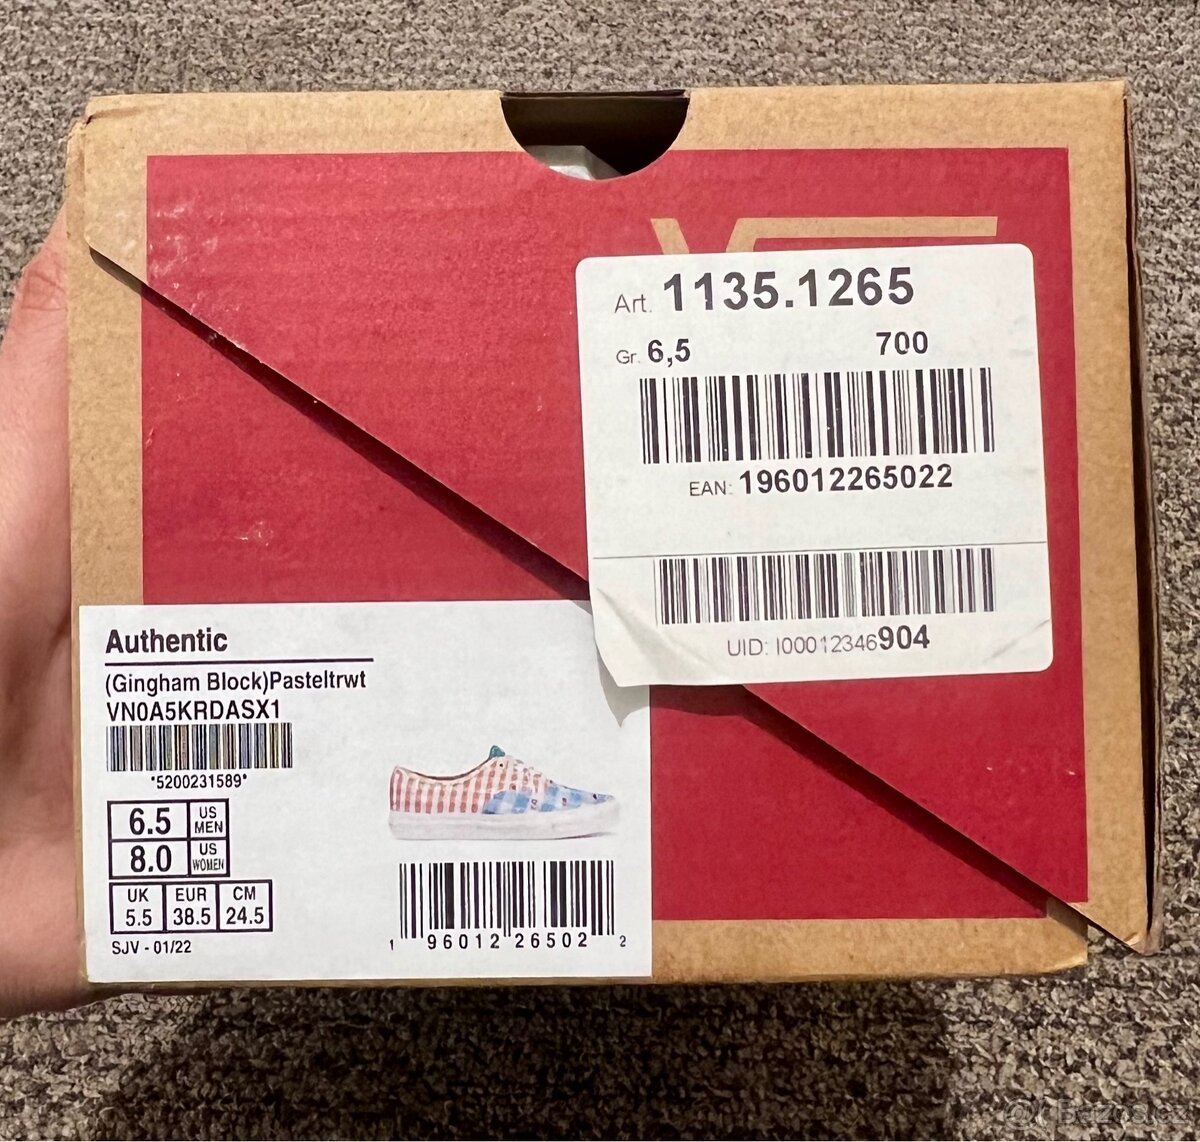 Art. 1135.1265
Gr. 6,5 700
EAN: 196012265022
UID: I00012346904
Authentic
(Gingham Block)Pasteltrwt
VN0A5KRDASX1
*5200231589*
6.5 US MEN
8.0 US WOMEN
UK EUR CM
5.5 38.5 24.5
SJV - 01/22
1 96012 26502 2
@ Bazos.cz